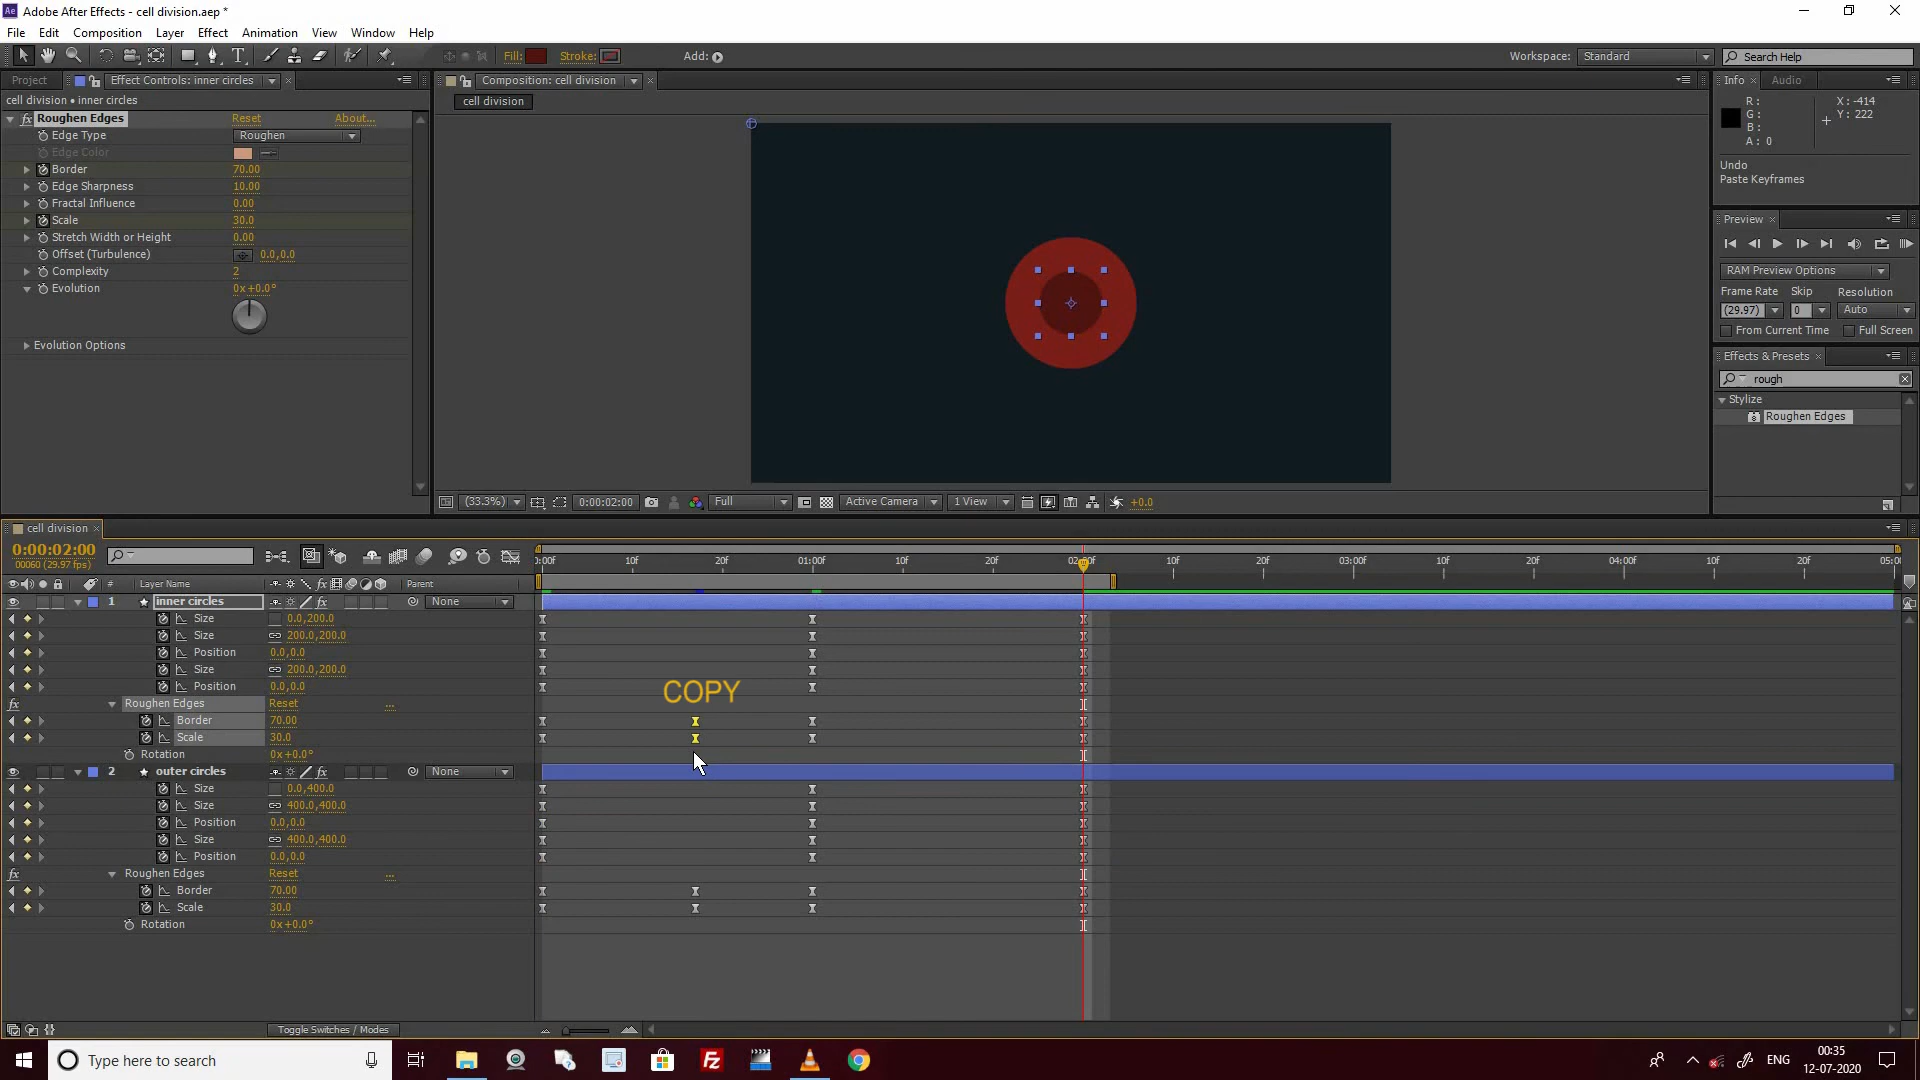 Ae Adobe After Effects - cell division.aep *
File Edit Composition Layer Effect Animation View Window Help
Fill: Stroke: Add: Workspace: Standard Search Help
Project Effect Controls: inner circles
cell division • inner circles
fx Roughen Edges Reset About...
Edge Type Roughen
Edge Color
Border 70.00
Edge Sharpness 10.00
Fractal Influence 0.00
Scale 30.0
Stretch Width or Height 0.00
Offset (Turbulence) 0.0,0.0
Complexity 2
Evolution 0x+0.0°
Evolution Options
Composition: cell division
cell division
(33.3%) 0:00:02:00 Full Active Camera 1 View +0.0
Info Audio
R: X: -414
G: Y: 222
B:
A: 0
Undo
Paste Keyframes
Preview
RAM Preview Options
Frame Rate Skip Resolution
(29.97) 0 Auto
From Current Time Full Screen
Effects & Presets
rough
Stylize
Roughen Edges
cell division
0:00:02:00
00060 (29.97 fps)
0:00f 10f 20f 01:00f 10f 20f 02:00f 10f 20f 03:00f 10f 20f 04:00f 10f 20f 05:0
# Layer Name fx Parent
1 inner circles fx None
Size 0.0,200.0
Size 200.0,200.0
Position 0.0,0.0
Size 200.0,200.0
Position 0.0,0.0
COPY
fx Roughen Edges Reset ...
Border 70.00
Scale 30.0
Rotation 0x+0.0°
2 outer circles fx None
Size 0.0,400.0
Size 400.0,400.0
Position 0.0,0.0
Size 400.0,400.0
Position 0.0,0.0
fx Roughen Edges Reset ...
Border 70.00
Scale 30.0
Rotation 0x+0.0°
Toggle Switches / Modes
Type here to search
Fz
ENG
00:35
12-07-2020